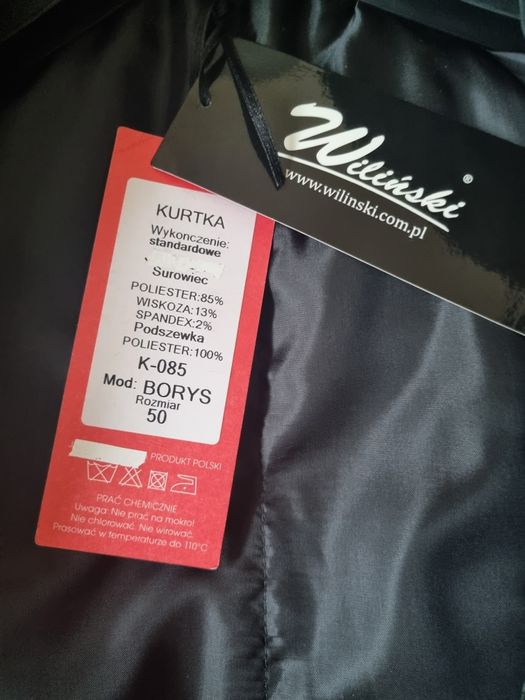 Wiliński®
www.wilinski.com.pl
KURTKA
Wykonczenie:
standardowe
Surowiec
POLIESTER:85%
WISKOZA:13%
SPANDEX:2%
Podszewka
POLIESTER:100%
K-085
Mod: BORYS
Rozmiar
50
PRODUKT POLSKI
PRAĆ CHEMICZNIE
Uwaga: Nie prać na mokro!
Nie chlorować. Nie wirować.
Prasować w temperaturze do 110°C